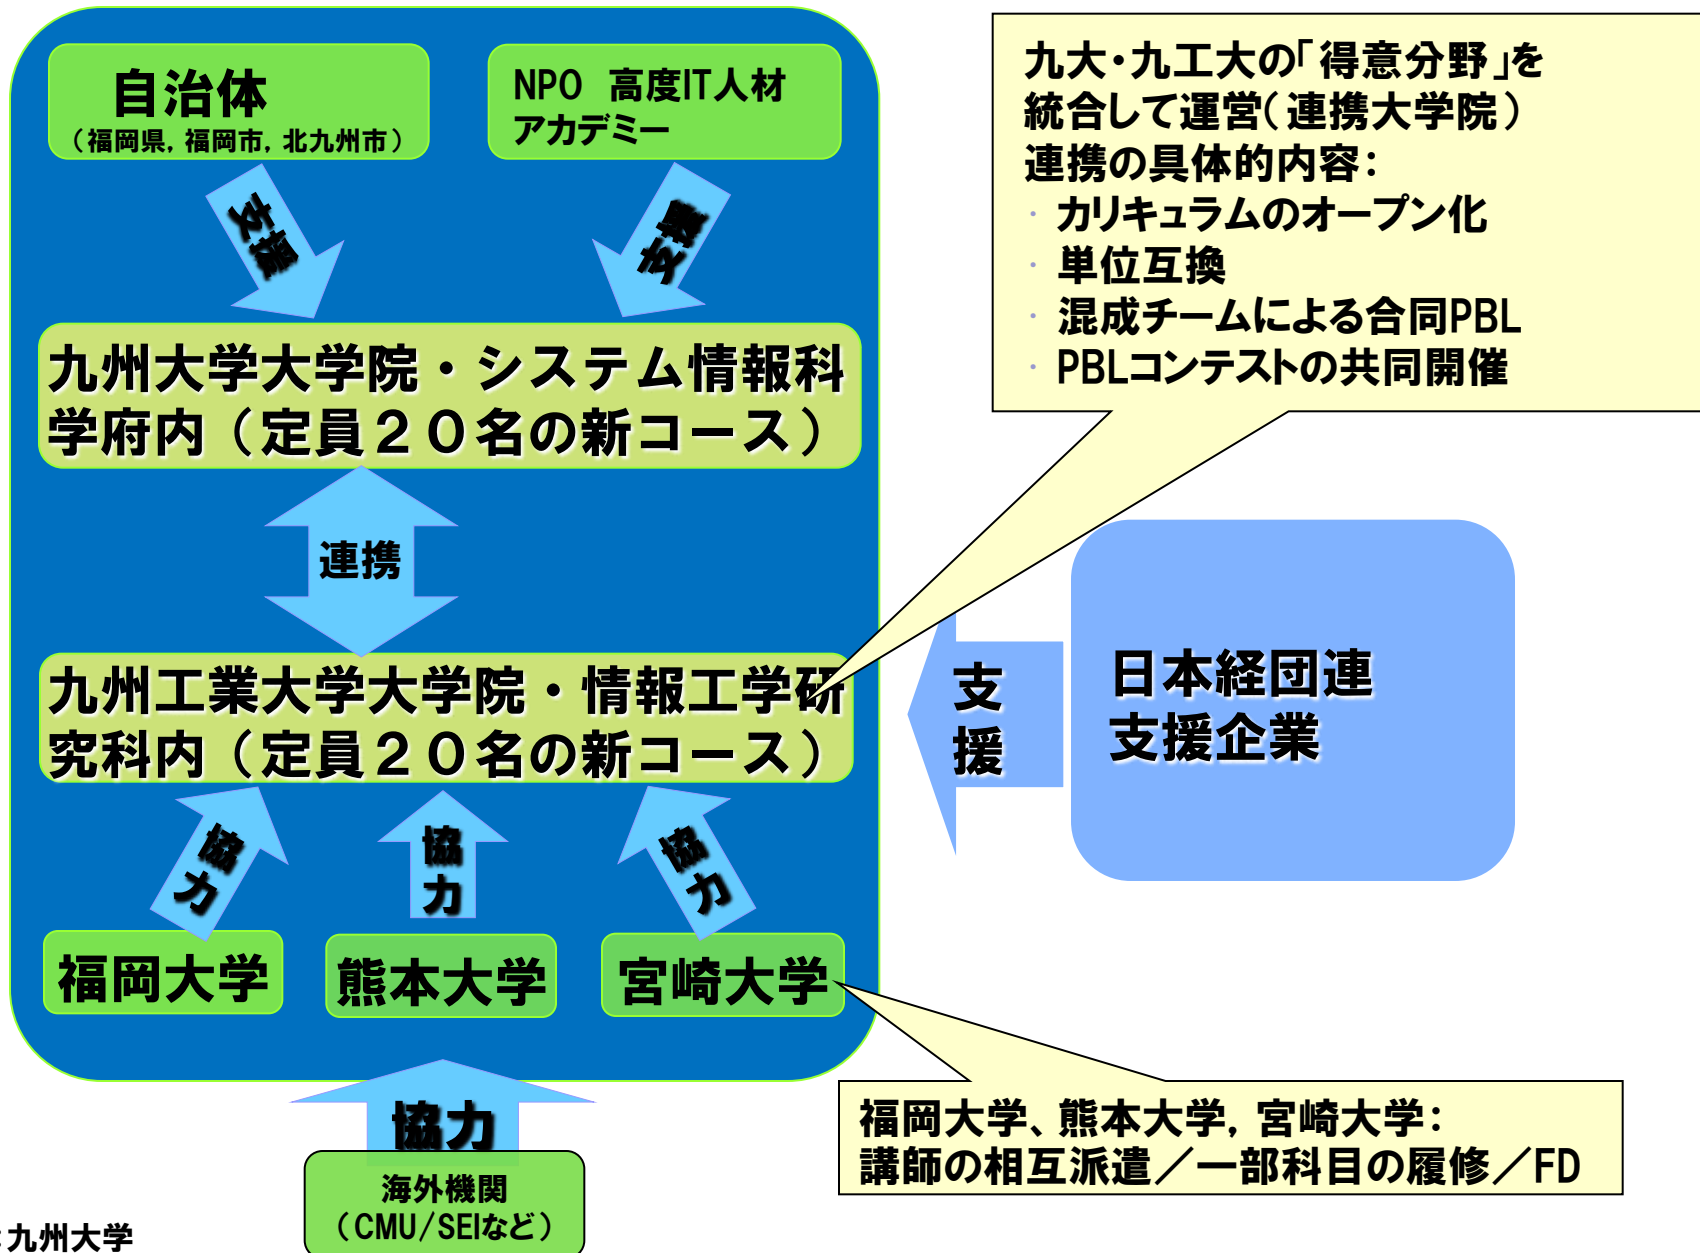 自治体
（福岡県, 福岡市, 北九州市）
NPO 高度IT人材
アカデミー
支援
支援
九州大学大学院・システム情報科
学府内（定員２０名の新コース）
連携
九州工業大学大学院・情報工学研
究科内（定員２０名の新コース）
協力
協力
協力
福岡大学
熊本大学
宮崎大学
協力
海外機関
（CMU/SEIなど）
九大・九工大の「得意分野」を
統合して運営（連携大学院）
連携の具体的内容：
・ カリキュラムのオープン化
・ 単位互換
・ 混成チームによる合同PBL
・ PBLコンテストの共同開催
支援
日本経団連
支援企業
福岡大学、熊本大学, 宮崎大学：
講師の相互派遣／一部科目の履修／FD
：九州大学